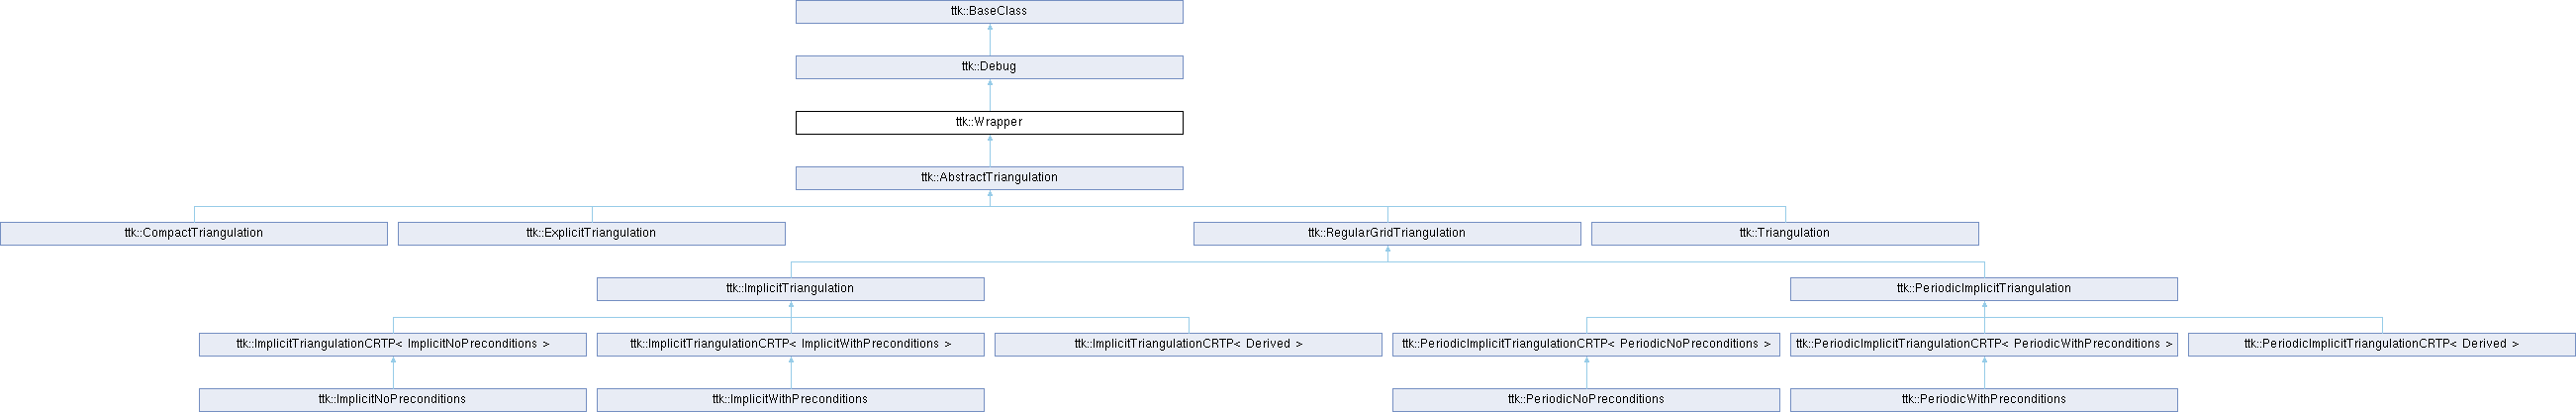 ttk::BaseClass
ttk::Debug
ttk::Wrapper
ttk::AbstractTriangulation
ttk::CompactTriangulation
ttk::ExplicitTriangulation
ttk::RegularGridTriangulation
ttk::Triangulation
ttk::ImplicitTriangulation
ttk::PeriodicImplicitTriangulation
ttk::ImplicitTriangulationCRTP< ImplicitNoPreconditions >
ttk::ImplicitTriangulationCRTP< ImplicitWithPreconditions >
ttk::ImplicitTriangulationCRTP< Derived >
ttk::PeriodicImplicitTriangulationCRTP< PeriodicNoPreconditions >
ttk::PeriodicImplicitTriangulationCRTP< PeriodicWithPreconditions >
ttk::PeriodicImplicitTriangulationCRTP< Derived >
ttk::ImplicitNoPreconditions
ttk::ImplicitWithPreconditions
ttk::PeriodicNoPreconditions
ttk::PeriodicWithPreconditions